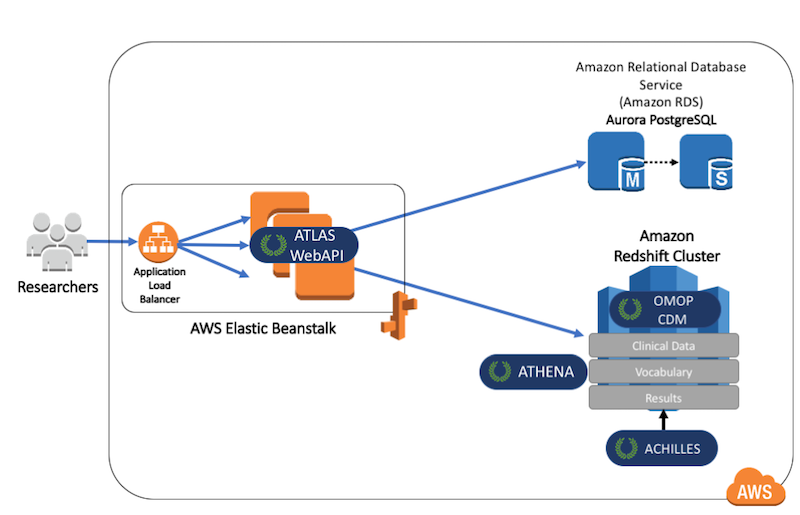 Amazon Relational Database
Service
(Amazon RDS)
Aurora PostgreSQL
M
S
Researchers
Application
Load
Balancer
ATLAS
WebAPI
AWS Elastic Beanstalk
Amazon
Redshift Cluster
OMOP
CDM
Clinical Data
ATHENA
Vocabulary
Results
ACHILLES
AWS